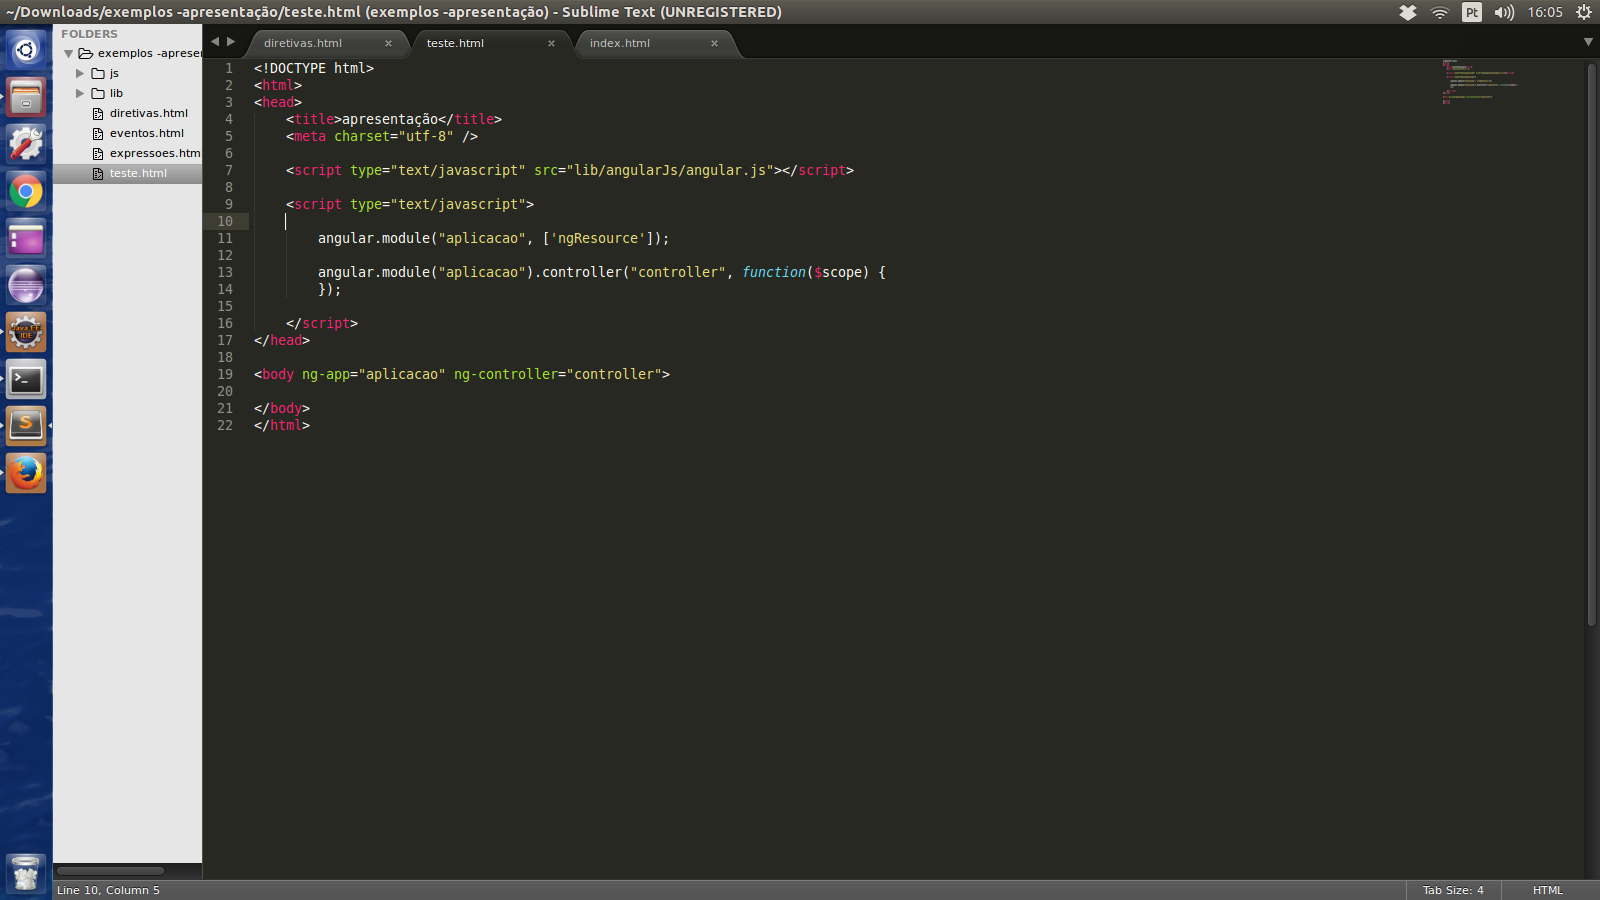 ~/Downloads/exemplos -apresentação/teste.html (exemplos -apresentação) - Sublime Text (UNREGISTERED)
Pt
16:05
FOLDERS
exemplos -apreser
js
lib
diretivas.html
eventos.html
expressoes.htm
teste.html
diretivas.html
teste.html
index.html
1 <!DOCTYPE html>
2 <html>
3 <head>
4     <title>apresentação</title>
5     <meta charset="utf-8" />
6
7     <script type="text/javascript" src="lib/angularJs/angular.js"></script>
8
9     <script type="text/javascript">
10
11         angular.module("aplicacao", ['ngResource']);
12
13         angular.module("aplicacao").controller("controller", function($scope) {
14         });
15
16     </script>
17 </head>
18
19 <body ng-app="aplicacao" ng-controller="controller">
20
21 </body>
22 </html>
Java EE
IDE
Line 10, Column 5
Tab Size: 4
HTML